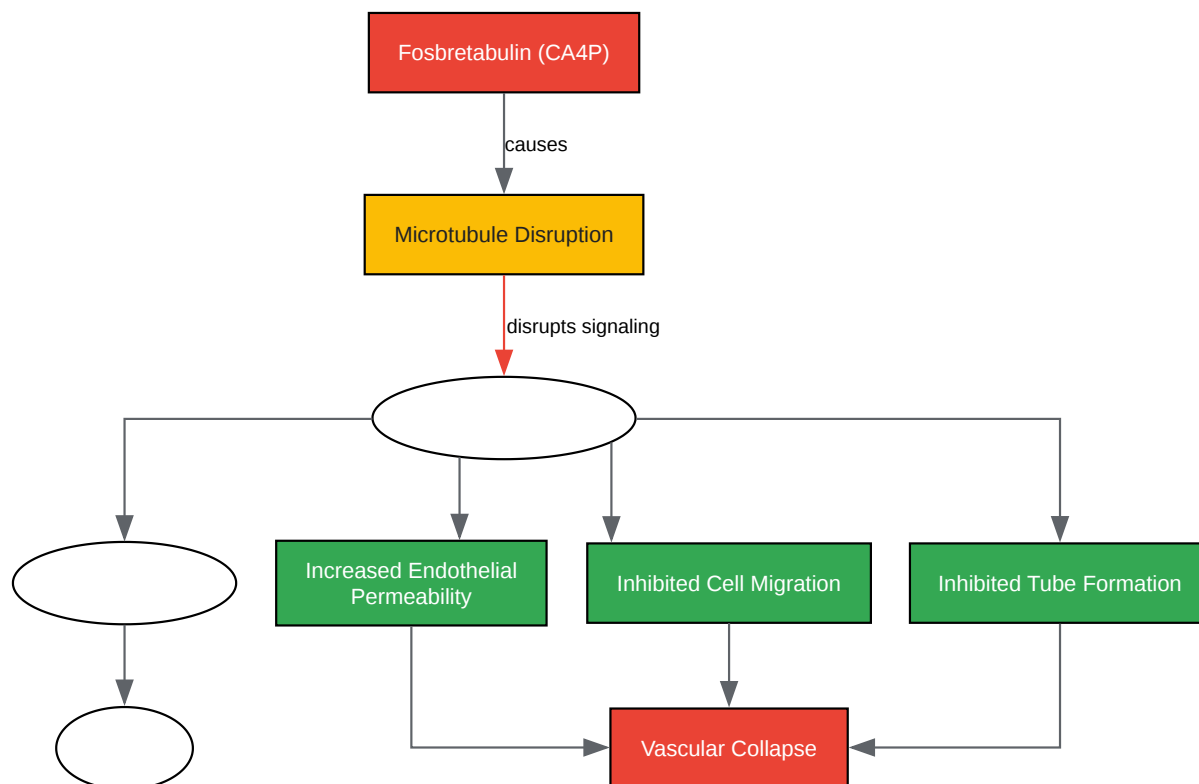 Fosbretabulin (CA4P)
causes
Microtubule Disruption
disrupts signaling
Increased Endothelial
Permeability
Inhibited Cell Migration
Inhibited Tube Formation
Vascular Collapse